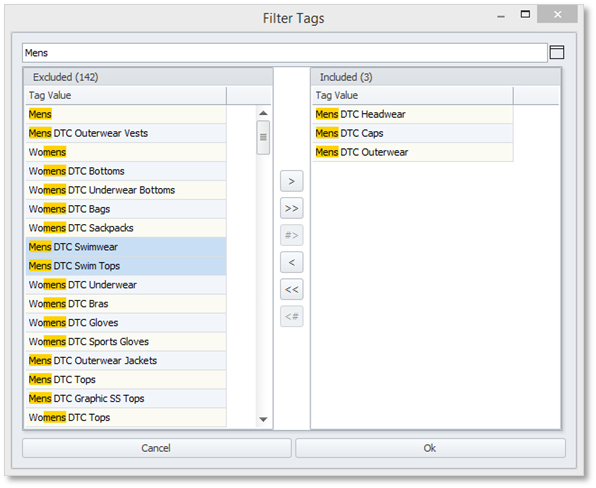 Filter Tags
Mens
Excluded (142)
Tag Value
Mens
Mens DTC Outerwear Vests
Womens
Womens DTC Bottoms
Womens DTC Underwear Bottoms
Womens DTC Bags
Womens DTC Sackpacks
Mens DTC Swimwear
Mens DTC Swim Tops
Womens DTC Underwear
Womens DTC Bras
Womens DTC Gloves
Womens DTC Sports Gloves
Mens DTC Outerwear Jackets
Mens DTC Tops
Mens DTC Graphic SS Tops
Womens DTC Tops
>
>>
#>
<
<<
<#
Included (3)
Tag Value
Mens DTC Headwear
Mens DTC Caps
Mens DTC Outerwear
Cancel
Ok